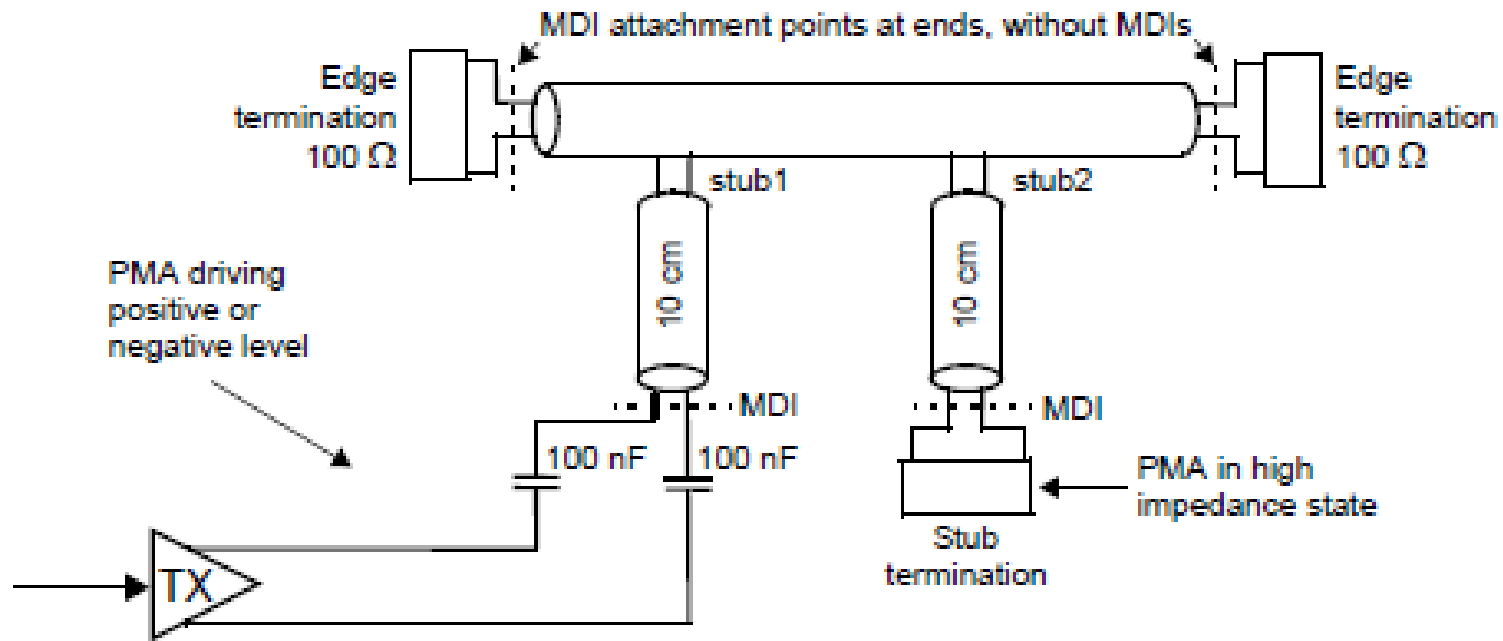 MDI attachment points at ends, without MDIs
Edge
termination
100 Ω
Edge
termination
100 Ω
stub1
stub2
10 cm
10 cm
PMA driving
positive or
negative level
MDI
MDI
100 nF
100 nF
PMA in high
impedance state
Stub
termination
TX